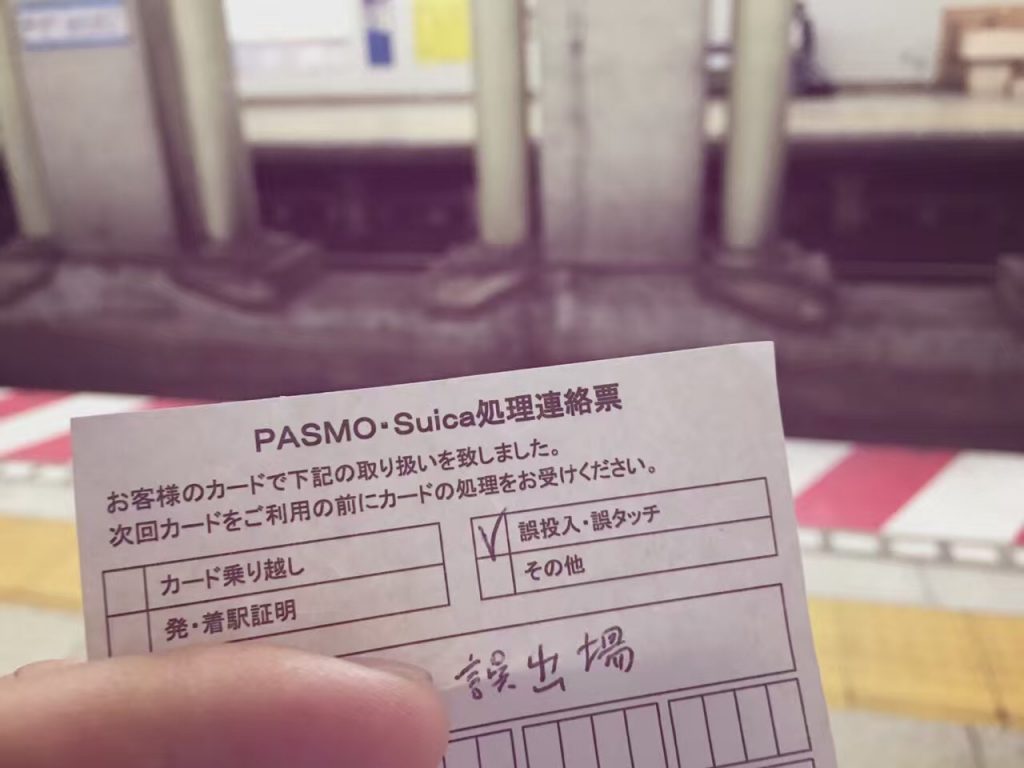 PASMO・Suica処理連絡票
お客様のカードで下記の取り扱いを致しました。
次回カードをご利用の前にカードの処理をお受けください。
カード乗り越し
発・着駅証明
✓ 誤投入・誤タッチ
その他
誤出場